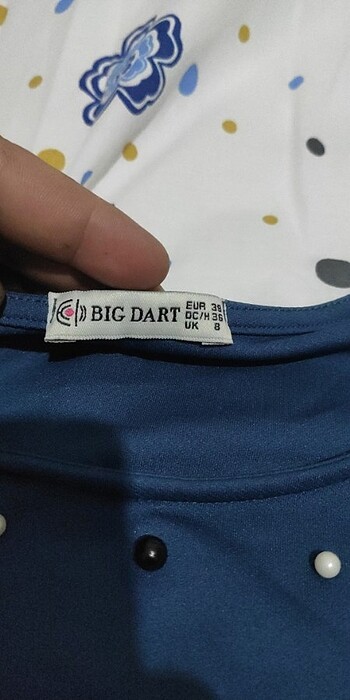 BIG DART
EUR 36
DC/H 36
UK 8